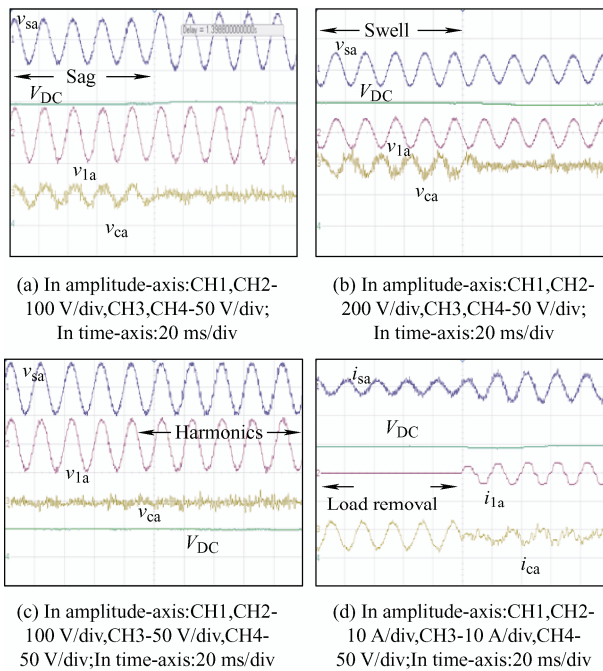 vsa
Sag
VDC
v1a
vca
(a) In amplitude-axis:CH1,CH2-
100 V/div,CH3,CH4-50 V/div;
In time-axis:20 ms/div
Swell
vsa
VDC
v1a
vca
(b) In amplitude-axis:CH1,CH2-
200 V/div,CH3,CH4-50 V/div;
In time-axis:20 ms/div
vsa
Harmonics
v1a
vca
VDC
(c) In amplitude-axis:CH1,CH2-
100 V/div,CH3-50 V/div,CH4-
50 V/div;In time-axis:20 ms/div
isa
VDC
Load removal
i1a
ica
(d) In amplitude-axis:CH1,CH2-
10 A/div,CH3-10 A/div,CH4-
50 V/div;In time-axis:20 ms/div